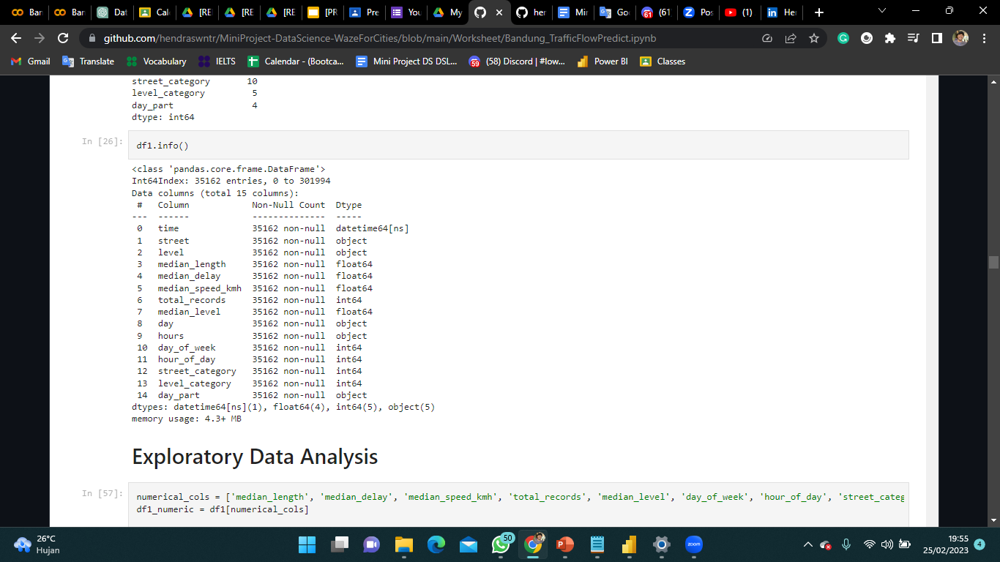 Bar
Bar
Dat
Cal
[RE
[RE
[RE
[PR
Pre
You
My
her
Mir
Goo
(61
Pos
(1)
He
github.com/hendraswntr/MiniProject-DataScience-WazeForCities/blob/main/Worksheet/Bandung_TrafficFlowPredict.ipynb
Gmail Translate Vocabulary IELTS Calendar - (Bootca... Mini Project DS DSL... 59 (58) Discord | #low... Power BI Classes
street_category 10
level_category 5
day_part 4
dtype: int64
In [26]: df1.info()
<class 'pandas.core.frame.DataFrame'>
Int64Index: 35162 entries, 0 to 301994
Data columns (total 15 columns):
# Column Non-Null Count Dtype
--- ------ -------------- -----
0 time 35162 non-null datetime64[ns]
1 street 35162 non-null object
2 level 35162 non-null object
3 median_length 35162 non-null float64
4 median_delay 35162 non-null float64
5 median_speed_kmh 35162 non-null float64
6 total_records 35162 non-null int64
7 median_level 35162 non-null float64
8 day 35162 non-null object
9 hours 35162 non-null object
10 day_of_week 35162 non-null int64
11 hour_of_day 35162 non-null int64
12 street_category 35162 non-null int64
13 level_category 35162 non-null int64
14 day_part 35162 non-null object
dtypes: datetime64[ns](1), float64(4), int64(5), object(5)
memory usage: 4.3+ MB
Exploratory Data Analysis
In [57]: numerical_cols = ['median_length', 'median_delay', 'median_speed_kmh', 'total_records', 'median_level', 'day_of_week', 'hour_of_day', 'street_categ
df1_numeric = df1[numerical_cols]
26°C
Hujan
50
zoom
19:55
25/02/2023
4